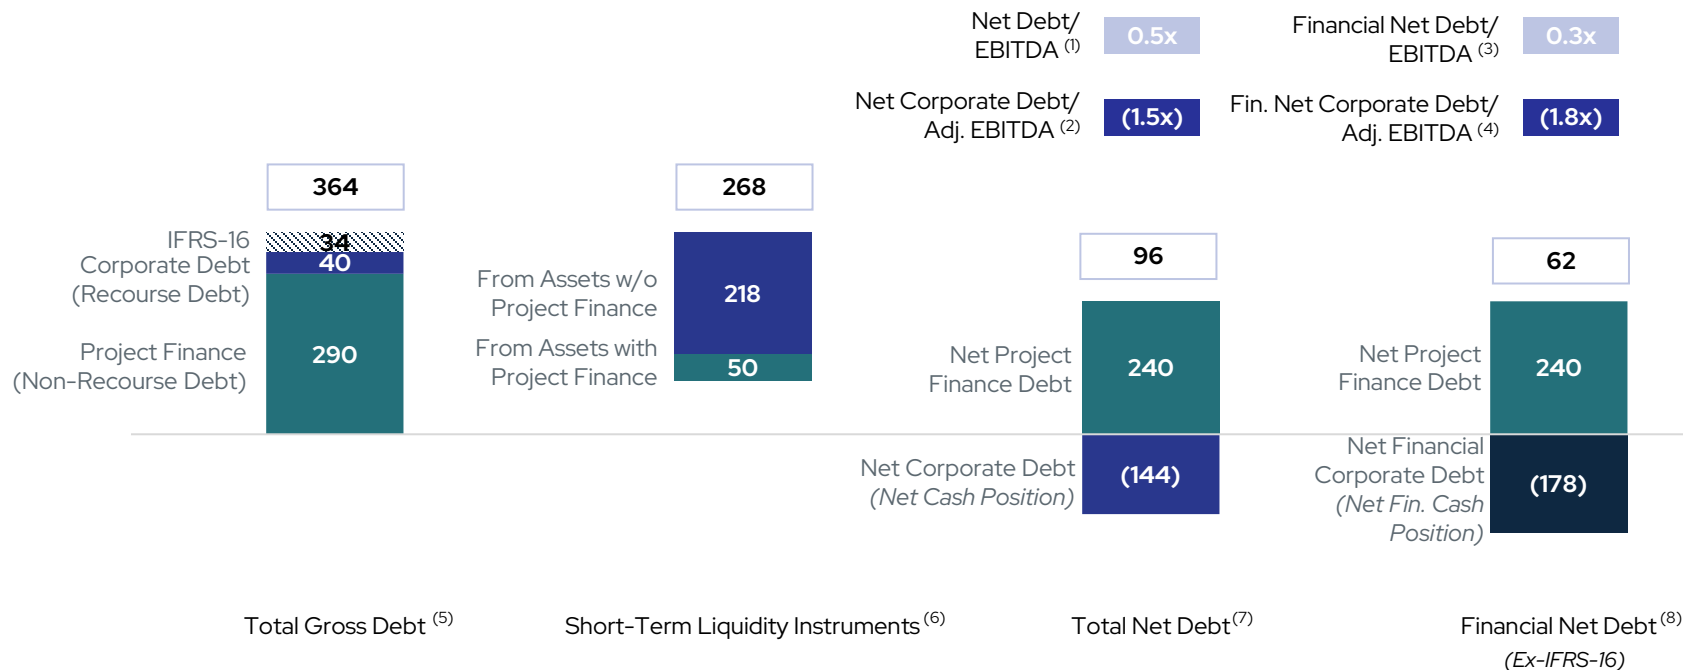 Net Debt/
EBITDA (1)
0.5x
Financial Net Debt/
EBITDA (3)
0.3x
Net Corporate Debt/
Adj. EBITDA (2)
(1.5x)
Fin. Net Corporate Debt/
Adj. EBITDA (4)
(1.8x)
364
IFRS-16
34
Corporate Debt
(Recourse Debt)
40
Project Finance
(Non-Recourse Debt)
290
268
From Assets w/o
Project Finance
218
From Assets with
Project Finance
50
96
Net Project
Finance Debt
240
Net Corporate Debt
(Net Cash Position)
(144)
62
Net Project
Finance Debt
240
Net Financial
Corporate Debt
(Net Fin. Cash
Position)
(178)
Total Gross Debt (5)
Short-Term Liquidity Instruments (6)
Total Net Debt (7)
Financial Net Debt (8)
(Ex-IFRS-16)